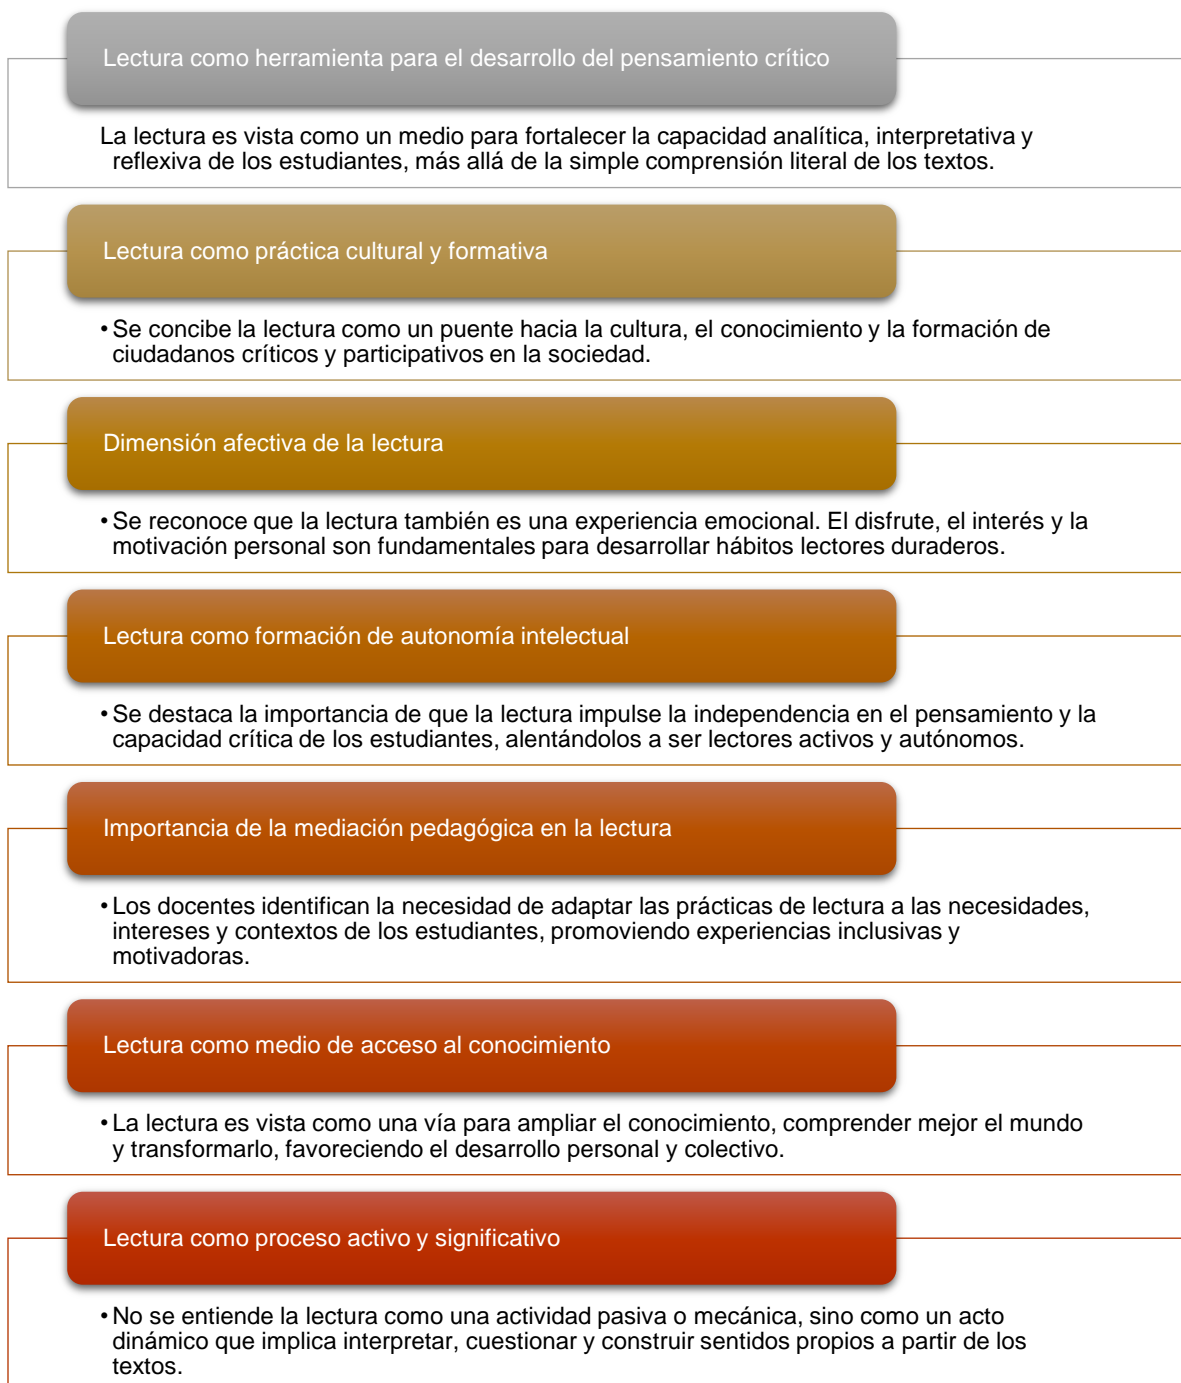 Lectura como herramienta para el desarrollo del pensamiento crítico
La lectura es vista como un medio para fortalecer la capacidad analítica, interpretativa y
reflexiva de los estudiantes, más allá de la simple comprensión literal de los textos.
Lectura como práctica cultural y formativa
• Se concibe la lectura como un puente hacia la cultura, el conocimiento y la formación de
ciudadanos críticos y participativos en la sociedad.
Dimensión afectiva de la lectura
• Se reconoce que la lectura también es una experiencia emocional. El disfrute, el interés y la
motivación personal son fundamentales para desarrollar hábitos lectores duraderos.
Lectura como formación de autonomía intelectual
• Se destaca la importancia de que la lectura impulse la independencia en el pensamiento y la
capacidad crítica de los estudiantes, alentándolos a ser lectores activos y autónomos.
Importancia de la mediación pedagógica en la lectura
• Los docentes identifican la necesidad de adaptar las prácticas de lectura a las necesidades,
intereses y contextos de los estudiantes, promoviendo experiencias inclusivas y
motivadoras.
Lectura como medio de acceso al conocimiento
• La lectura es vista como una vía para ampliar el conocimiento, comprender mejor el mundo
y transformarlo, favoreciendo el desarrollo personal y colectivo.
Lectura como proceso activo y significativo
• No se entiende la lectura como una actividad pasiva o mecánica, sino como un acto
dinámico que implica interpretar, cuestionar y construir sentidos propios a partir de los
textos.